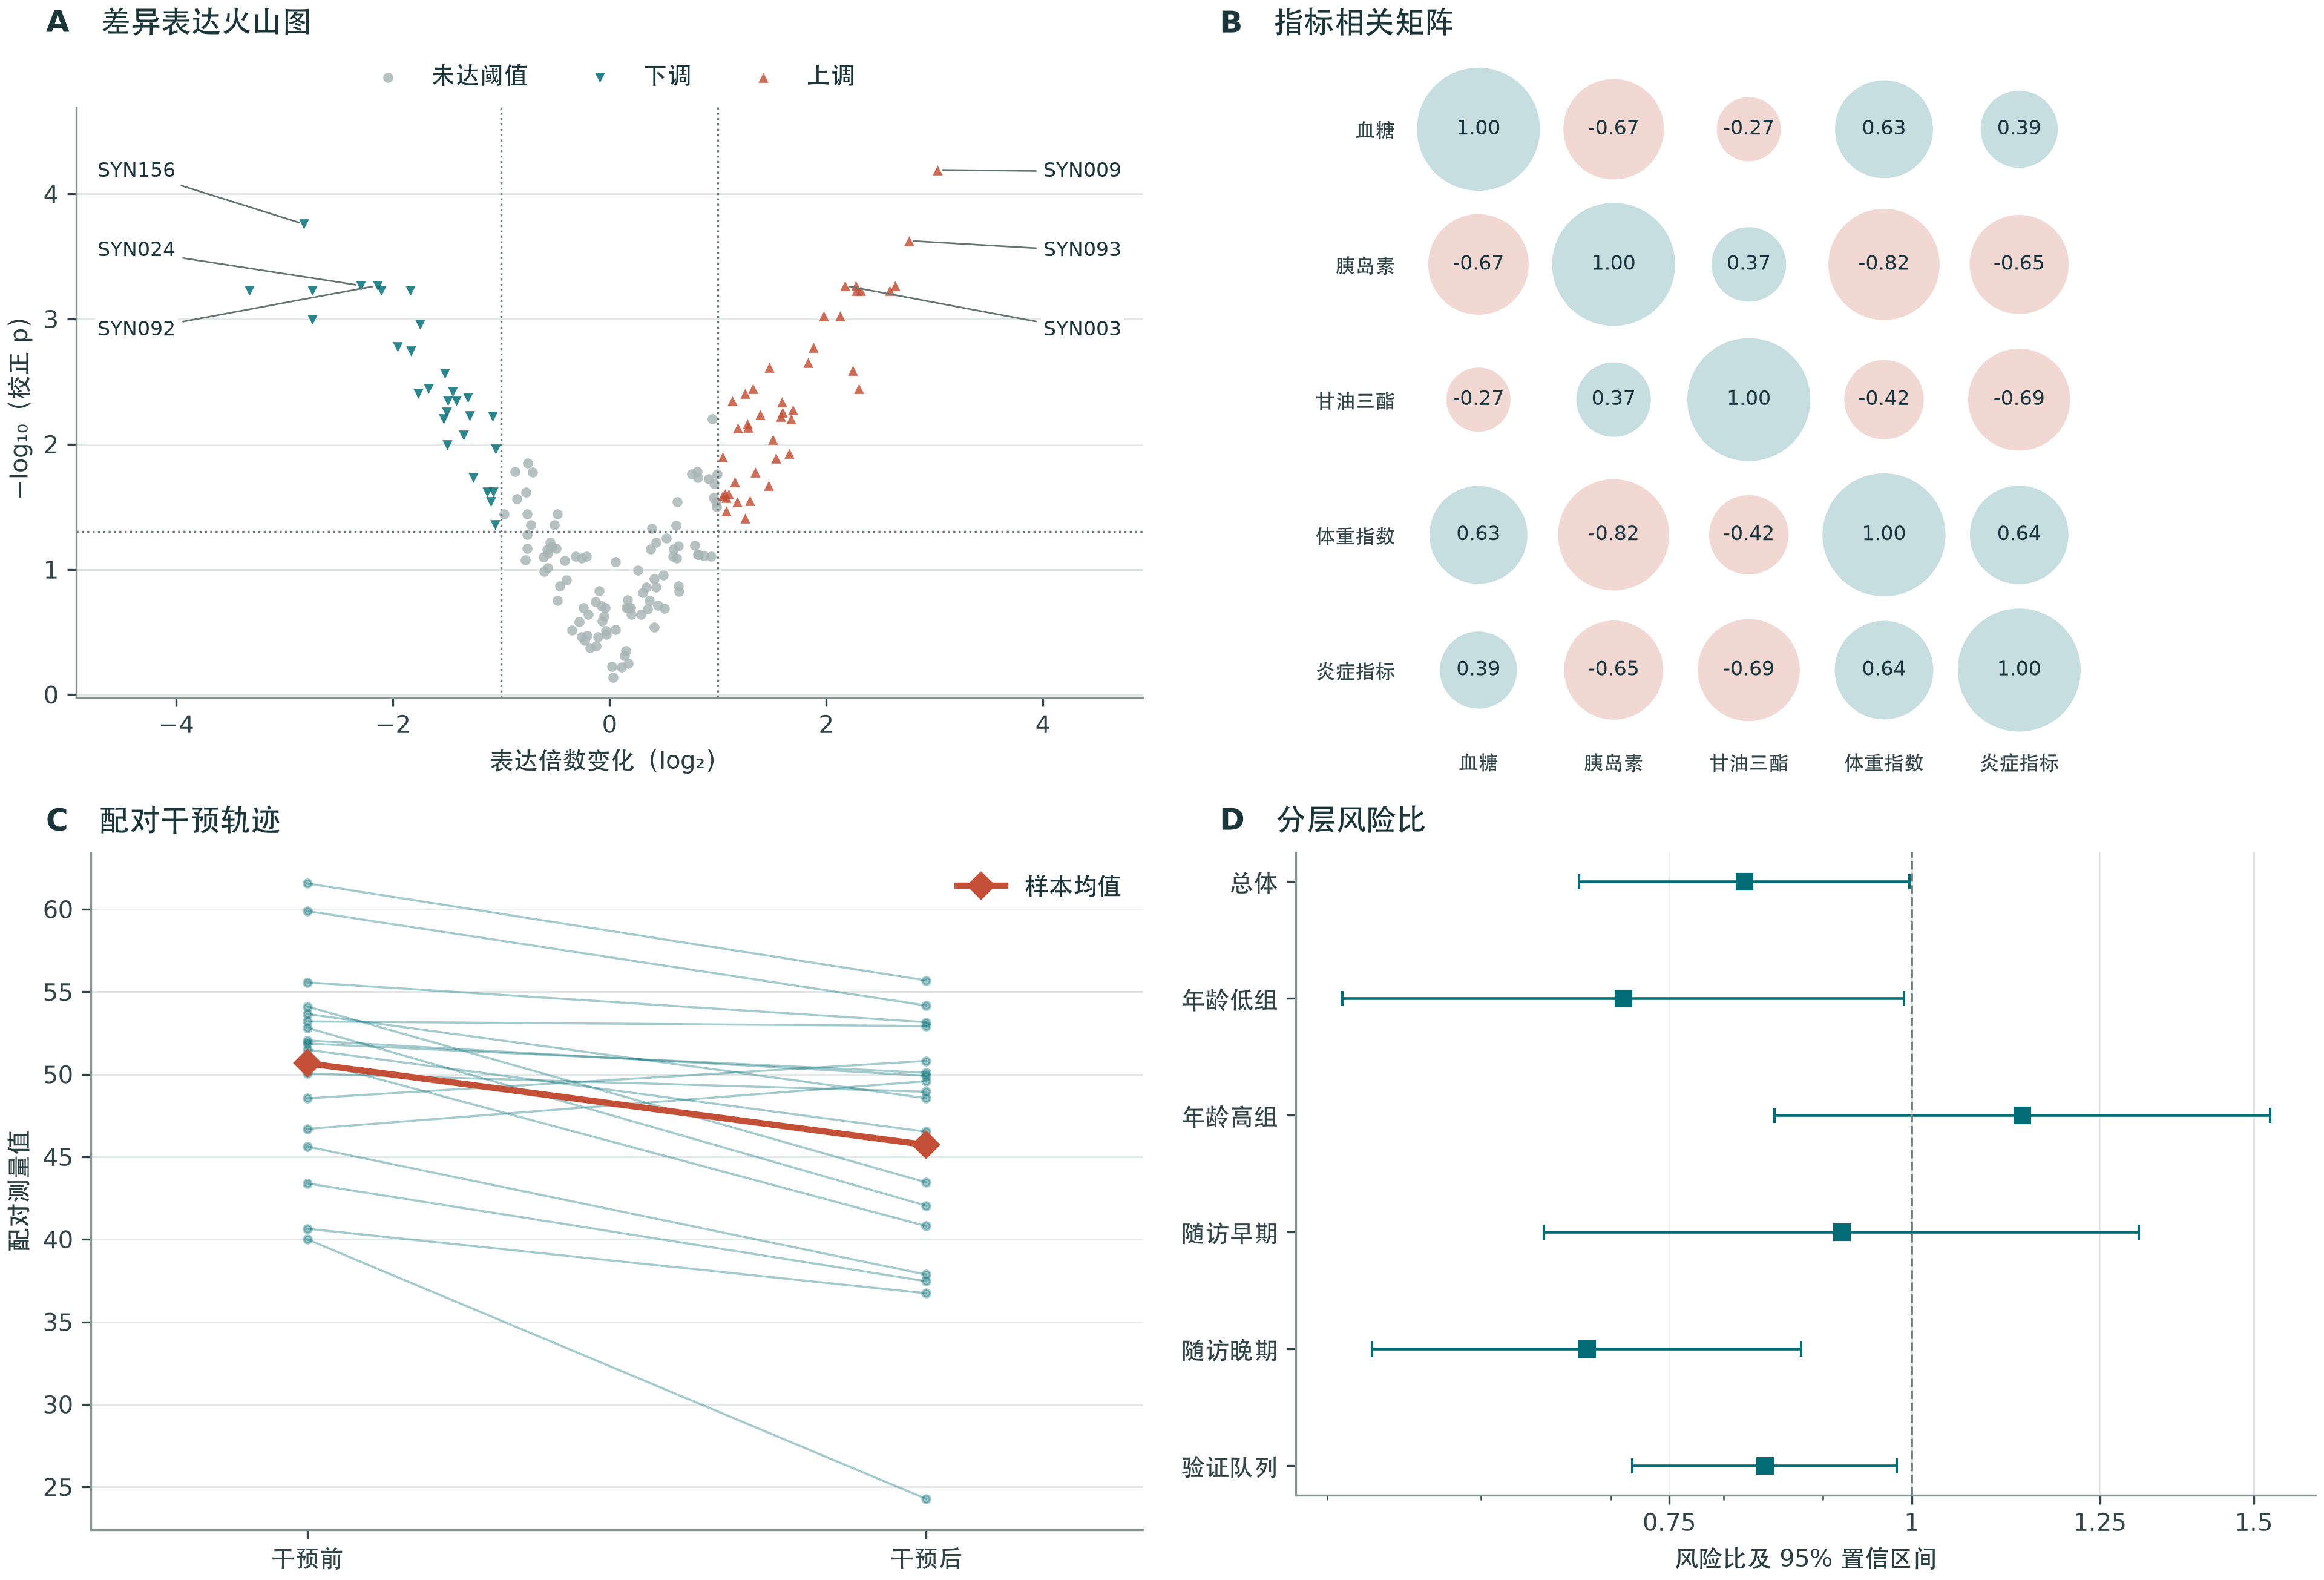 A 差异表达火山图
未达阈值 下调 上调
SYN156
SYN024
SYN092
SYN009
SYN093
SYN003
4
3
2
1
0
−log₁₀（校正 p）
−4 −2 0 2 4
表达倍数变化（log₂）
B 指标相关矩阵
血糖 1.00 -0.67 -0.27 0.63 0.39
胰岛素 -0.67 1.00 0.37 -0.82 -0.65
甘油三酯 -0.27 0.37 1.00 -0.42 -0.69
体重指数 0.63 -0.82 -0.42 1.00 0.64
炎症指标 0.39 -0.65 -0.69 0.64 1.00
血糖 胰岛素 甘油三酯 体重指数 炎症指标
C 配对干预轨迹
样本均值
60
55
50
45
40
35
30
25
配对测量值
干预前 干预后
D 分层风险比
总体
年龄低组
年龄高组
随访早期
随访晚期
验证队列
0.75 1 1.25 1.5
风险比及 95% 置信区间